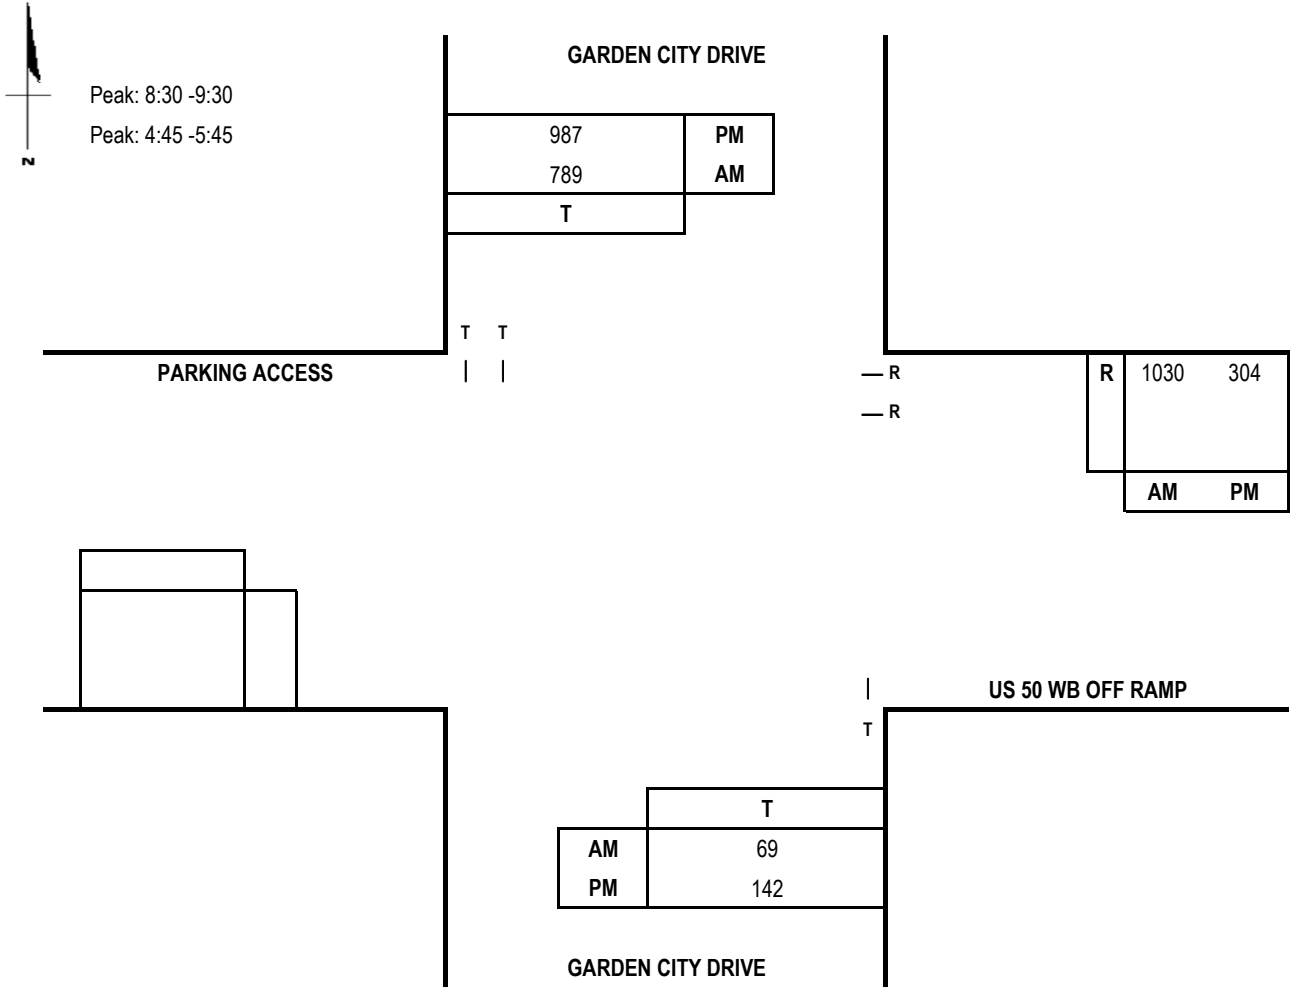 GARDEN CITY DRIVE
Peak: 8:30 -9:30
Peak: 4:45 -5:45
N
987 PM
789 AM
T
T T
PARKING ACCESS
R
R
R 1030 304
AM PM
US 50 WB OFF RAMP
T
T
AM 69
PM 142
GARDEN CITY DRIVE